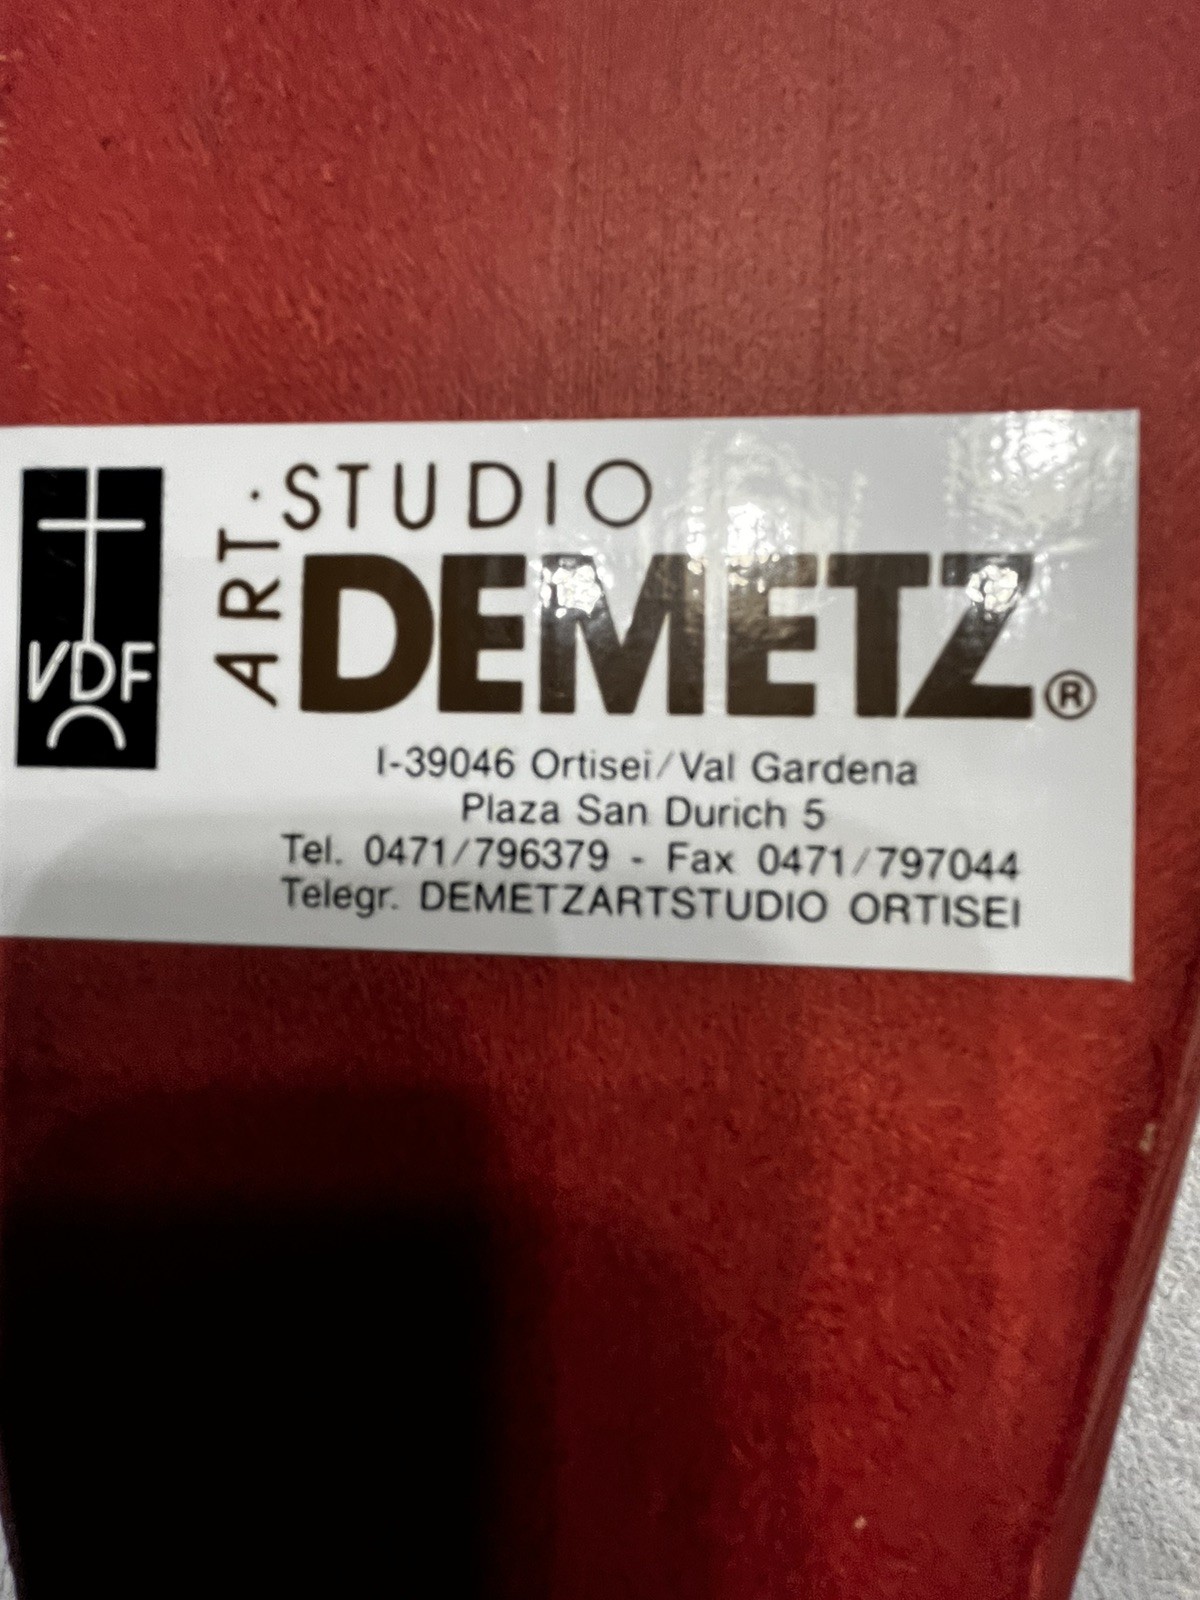 VDF
ART·STUDIO
DEMETZ®
I-39046 Ortisei/Val Gardena
Plaza San Durich 5
Tel. 0471/796379 - Fax 0471/797044
Telegr. DEMETZARTSTUDIO ORTISEI